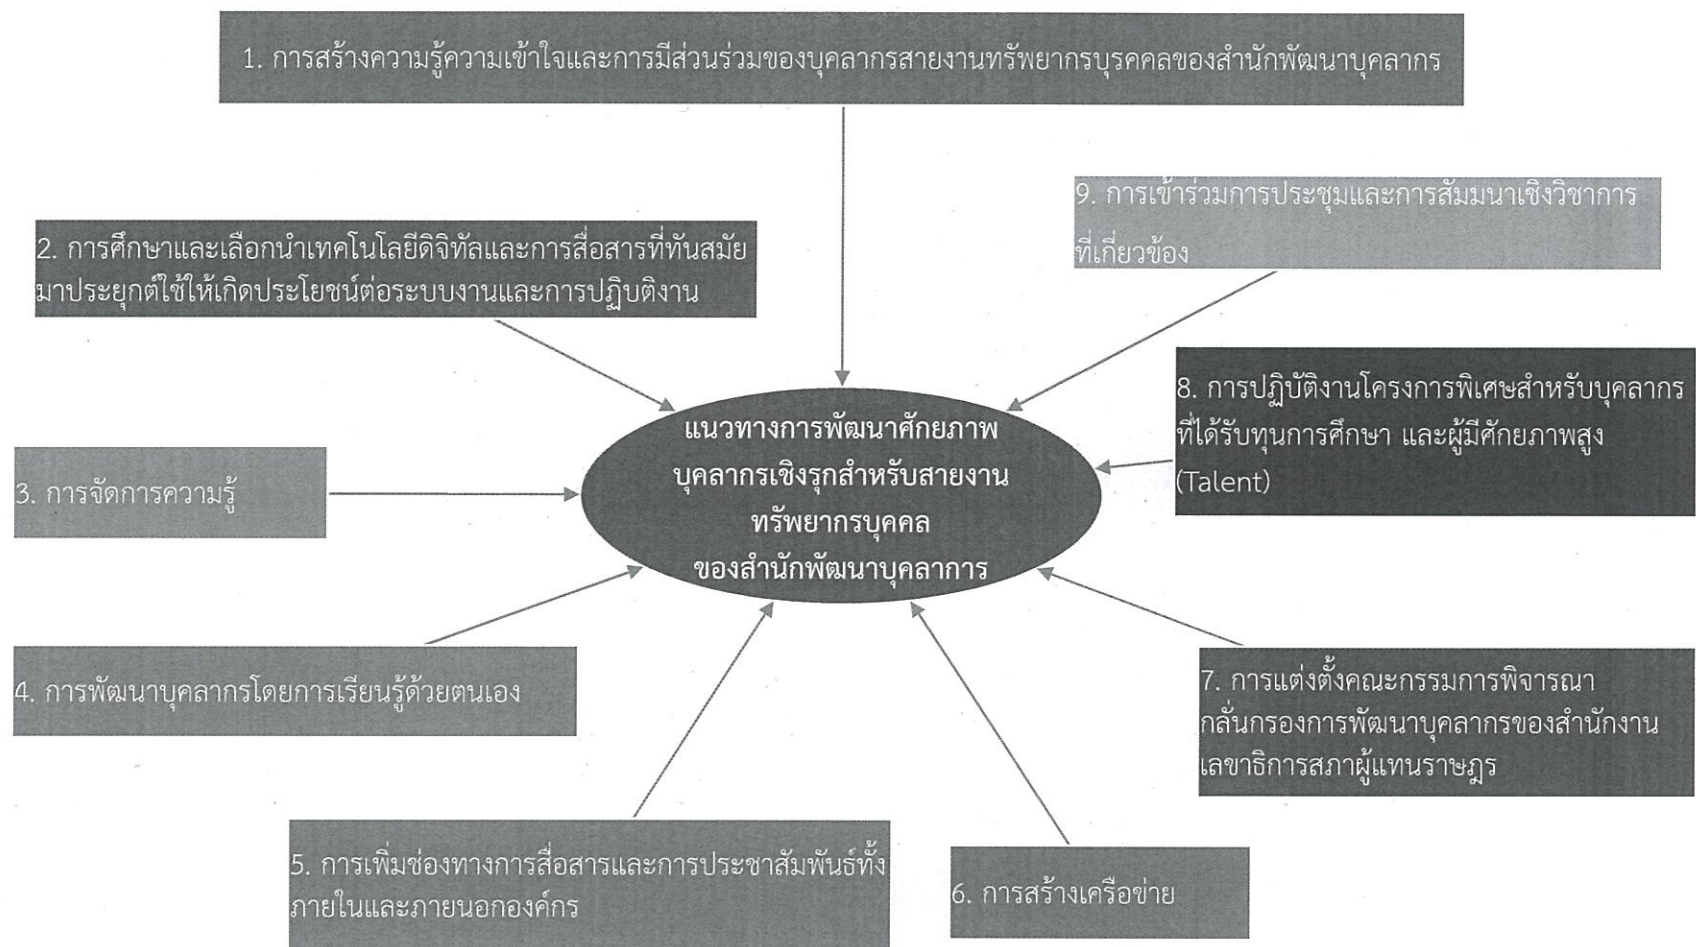 1. การสร้างความรู้ความเข้าใจและการมีส่วนร่วมของบุคลากรสายงานทรัพยากรบุรคคลของสำนักพัฒนาบุคลากร
2. การศึกษาและเลือกนำเทคโนโลยีดิจิทัลและการสื่อสารที่ทันสมัย
มาประยุกต์ใช้ให้เกิดประโยชน์ต่อระบบงานและการปฏิบติงาน
3. การจัดการความรู้
4. การพัฒนาบุคลากรโดยการเรียนรู้ด้วยตนเอง
5. การเพิ่มช่องทางการสื่อสารและการประชาสัมพันธ์ทั้ง
ภายในและภายนอกองค์กร
6. การสร้างเครือข่าย
7. การแต่งตั้งคณะกรรมการพิจารณา
กลั่นกรองการพัฒนาบุคลากรของสำนักงาน
เลขาธิการสภาผู้แทนราษฎร
8. การปฏิบัติงานโครงการพิเศษสำหรับบุคลากร
ที่ได้รับทุนการศึกษา และผู้มีศักยภาพสูง
(Talent)
9. การเข้าร่วมการประชุมและการสัมมนาเชิงวิชาการ
ที่เกี่ยวข้อง
แนวทางการพัฒนาศักยภาพ
บุคลากรเชิงรุกสำหรับสายงาน
ทรัพยากรบุคคล
ของสำนักพัฒนาบุคลาการ